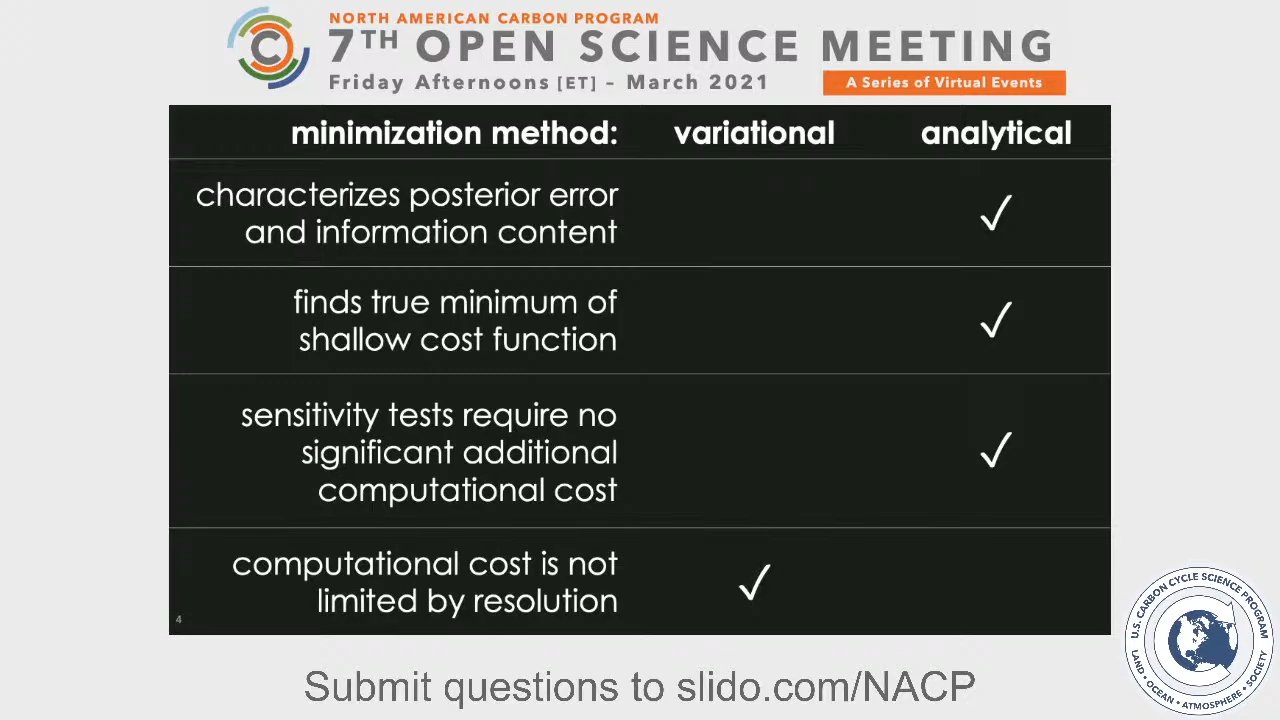 NORTH AMERICAN CARBON PROGRAM
7TH OPEN SCIENCE MEETING
Friday Afternoons [ET] – March 2021
A Series of Virtual Events
minimization method: variational analytical
characterizes posterior error
and information content
✓
finds true minimum of
shallow cost function
✓
sensitivity tests require no
significant additional
computational cost
✓
computational cost is not
limited by resolution
✓
4
U.S. CARBON CYCLE SCIENCE PROGRAM
LAND • OCEAN • ATMOSPHERE • SOCIETY
Submit questions to slido.com/NACP